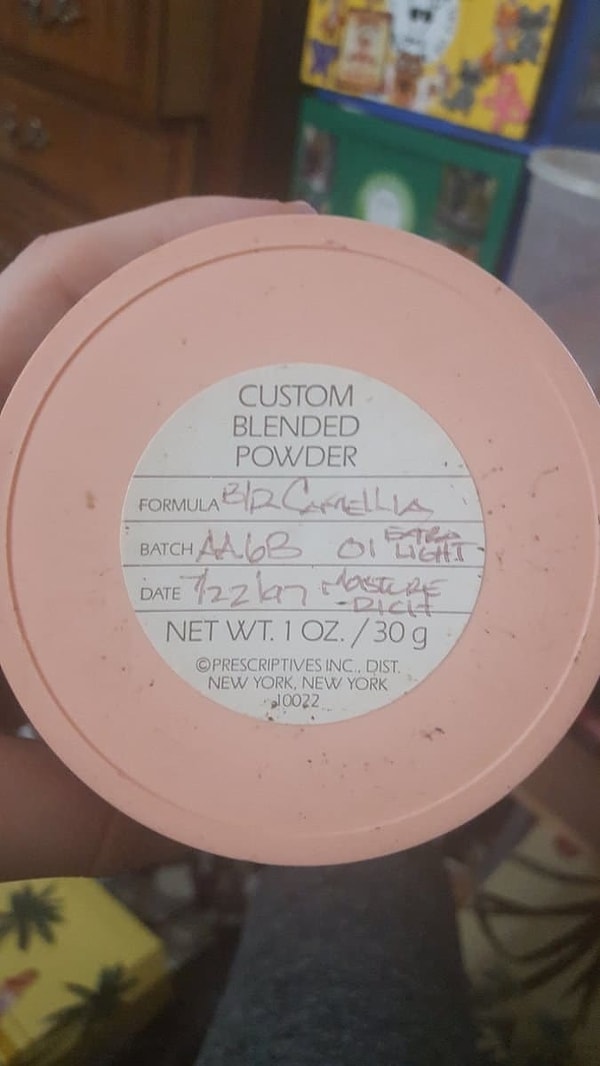 CUSTOM
BLENDED
POWDER
FORMULA B/R CAMELLIA
BATCH AA6B 01 EXTRA LIGHT
DATE 7/22/97 MOISTURE -RICH
NET WT. 1 OZ. / 30 g
©PRESCRIPTIVES INC., DIST.
NEW YORK, NEW YORK
10022